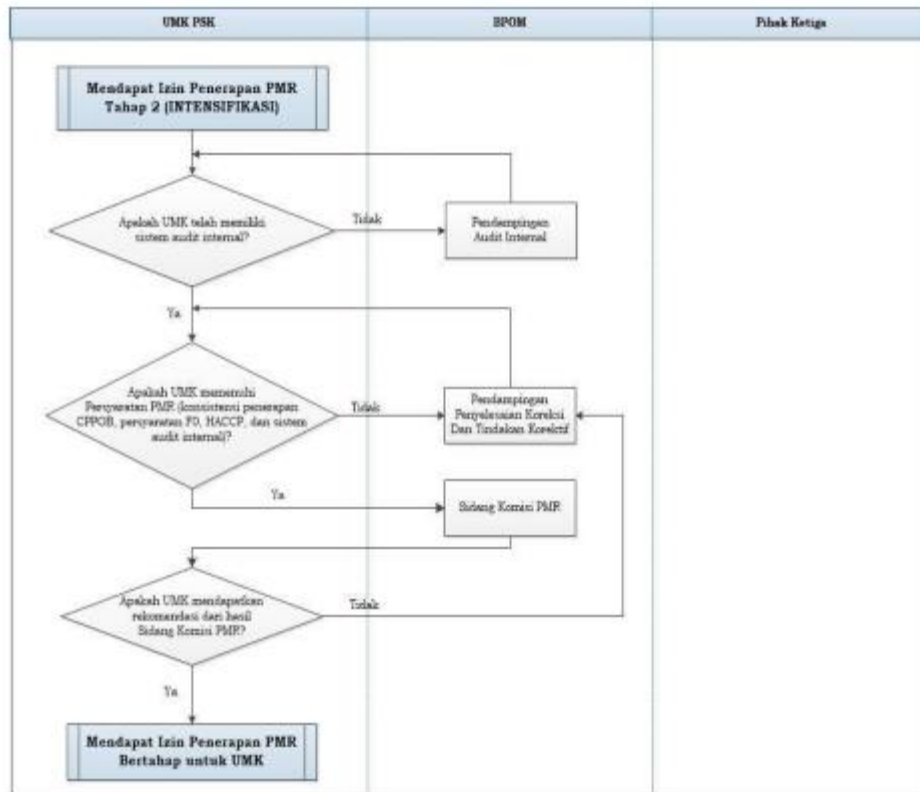 UMK PSK
BPOM
Pihak Ketiga
Mendapat Izin Penerapan PMR
Tahap 2 (INTENSIFIKASI)
Apakah UMK telah memiliki
sistem audit internal?
Tidak
Pendampingan
Audit Internal
Ya
Apakah UMK memenuhi
Persyaratan PMR (konsistensi penerapan
CPPOB, persyaratan F0, HACCP, dan sistem
audit internal)?
Tidak
Pendampingan
Penyelesaian Koreksi
Dan Tindakan Korektif
Ya
Sidang Komisi PMR
Apakah UMK mendapatkan
rekomendasi dari hasil
Sidang Komisi PMR?
Tidak
Ya
Mendapat Izin Penerapan PMR
Bertahap untuk UMK